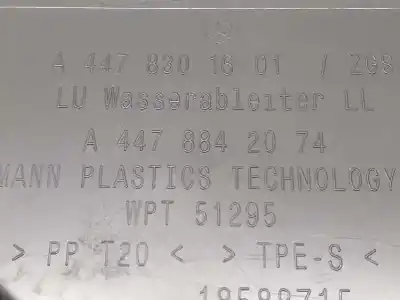 A 447 830 16 01 / ZGS
LU Wasserableiter LL
A 447 884 20 74
MANN PLASTICS TECHNOLOGY
WPT 51295
> PP T20 < > TPE-S <